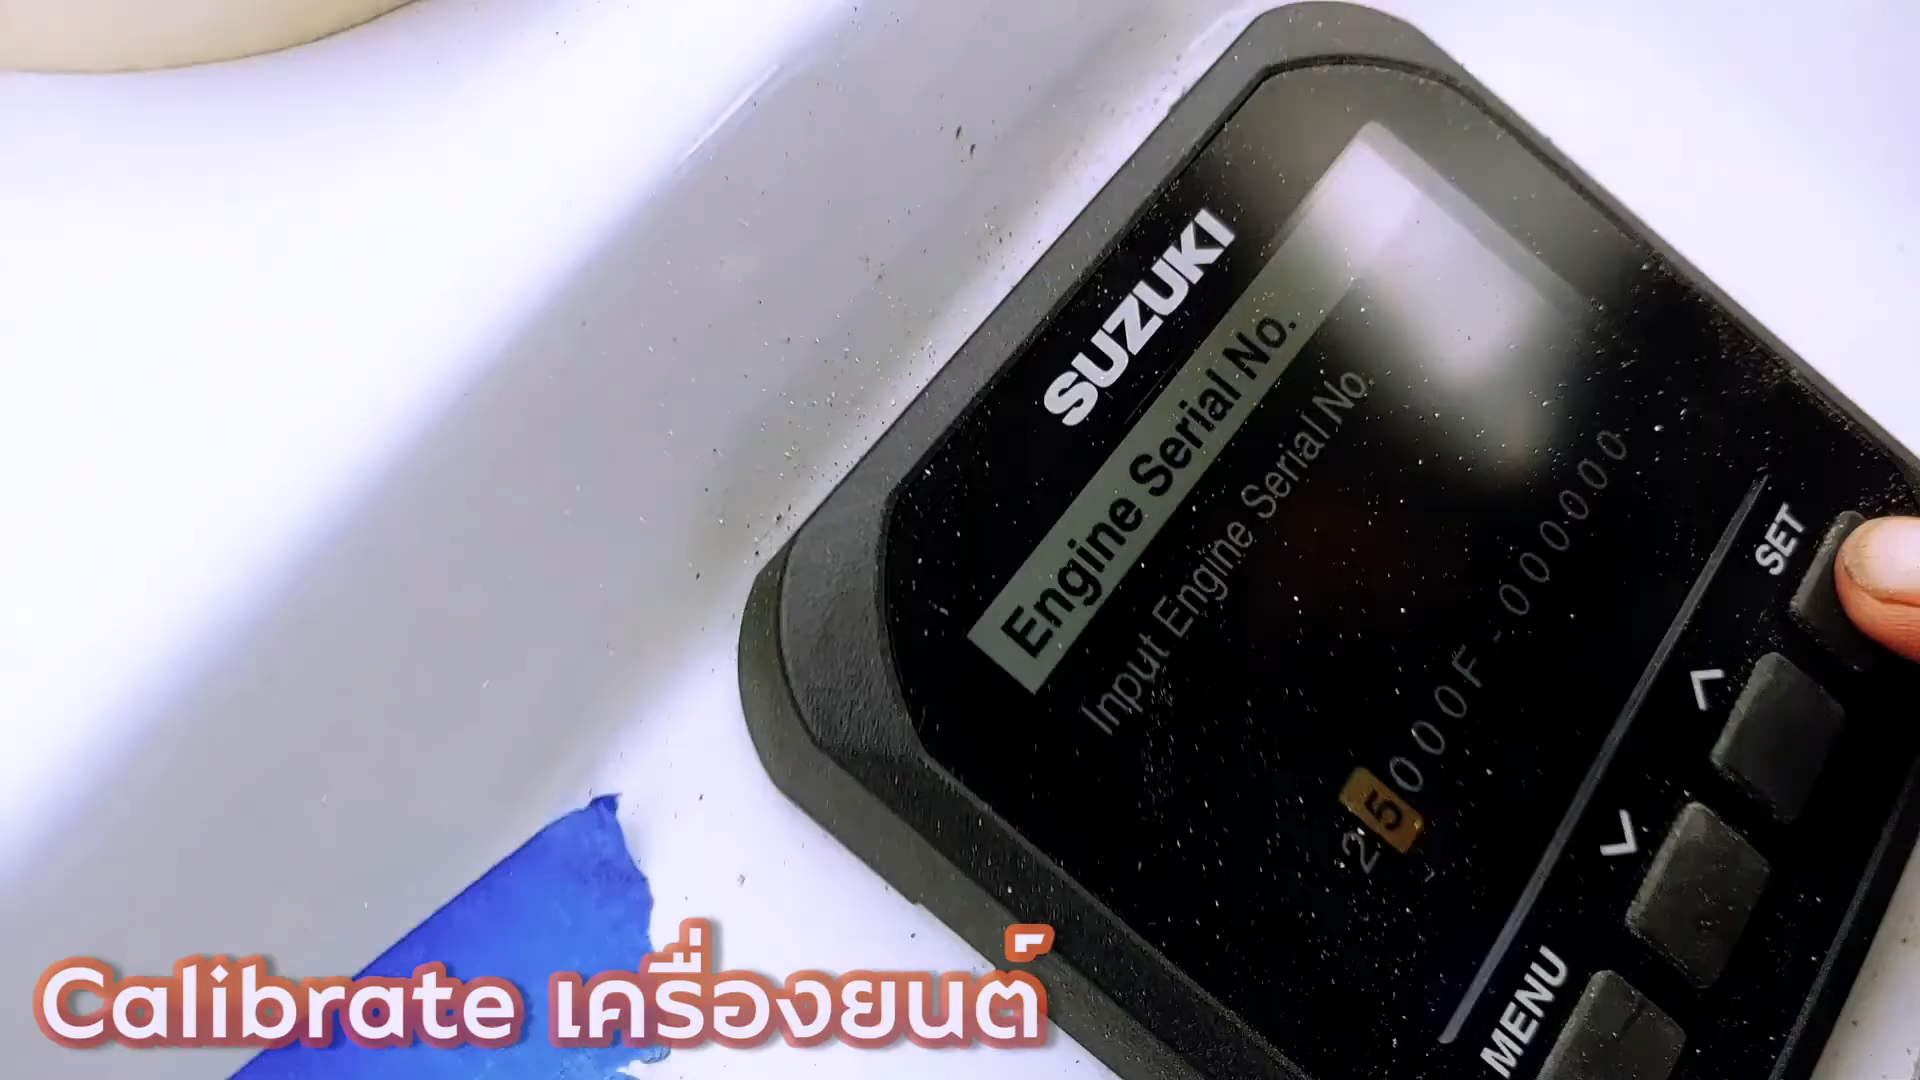 SUZUKI
Engine Serial No.
Input Engine Serial No.
25000F-000000
SET
MENU
Calibrate เครื่องยนต์